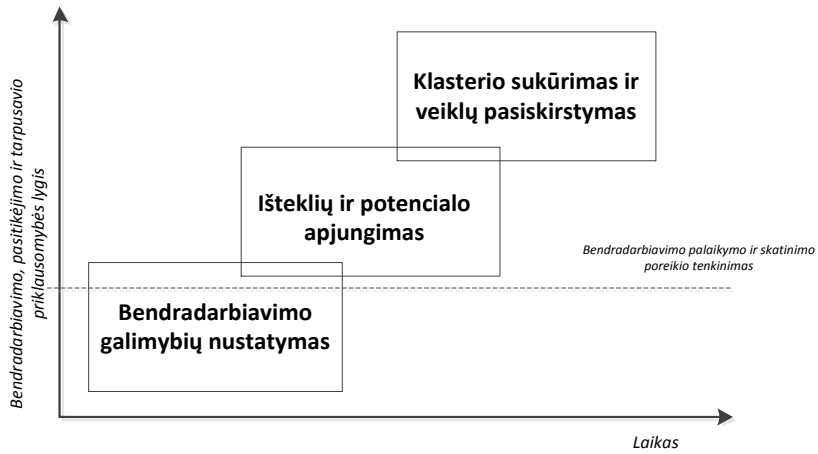 Bendradarbiavimo, pasitikėjimo ir tarpusavio
priklausomybės lygis
Klasterio sukūrimas ir
veiklų pasiskirstymas
Išteklių ir potencialo
apjungimas
Bendradarbiavimo palaikymo ir skatinimo
poreikio tenkinimas
Bendradarbiavimo
galimybių nustatymas
Laikas